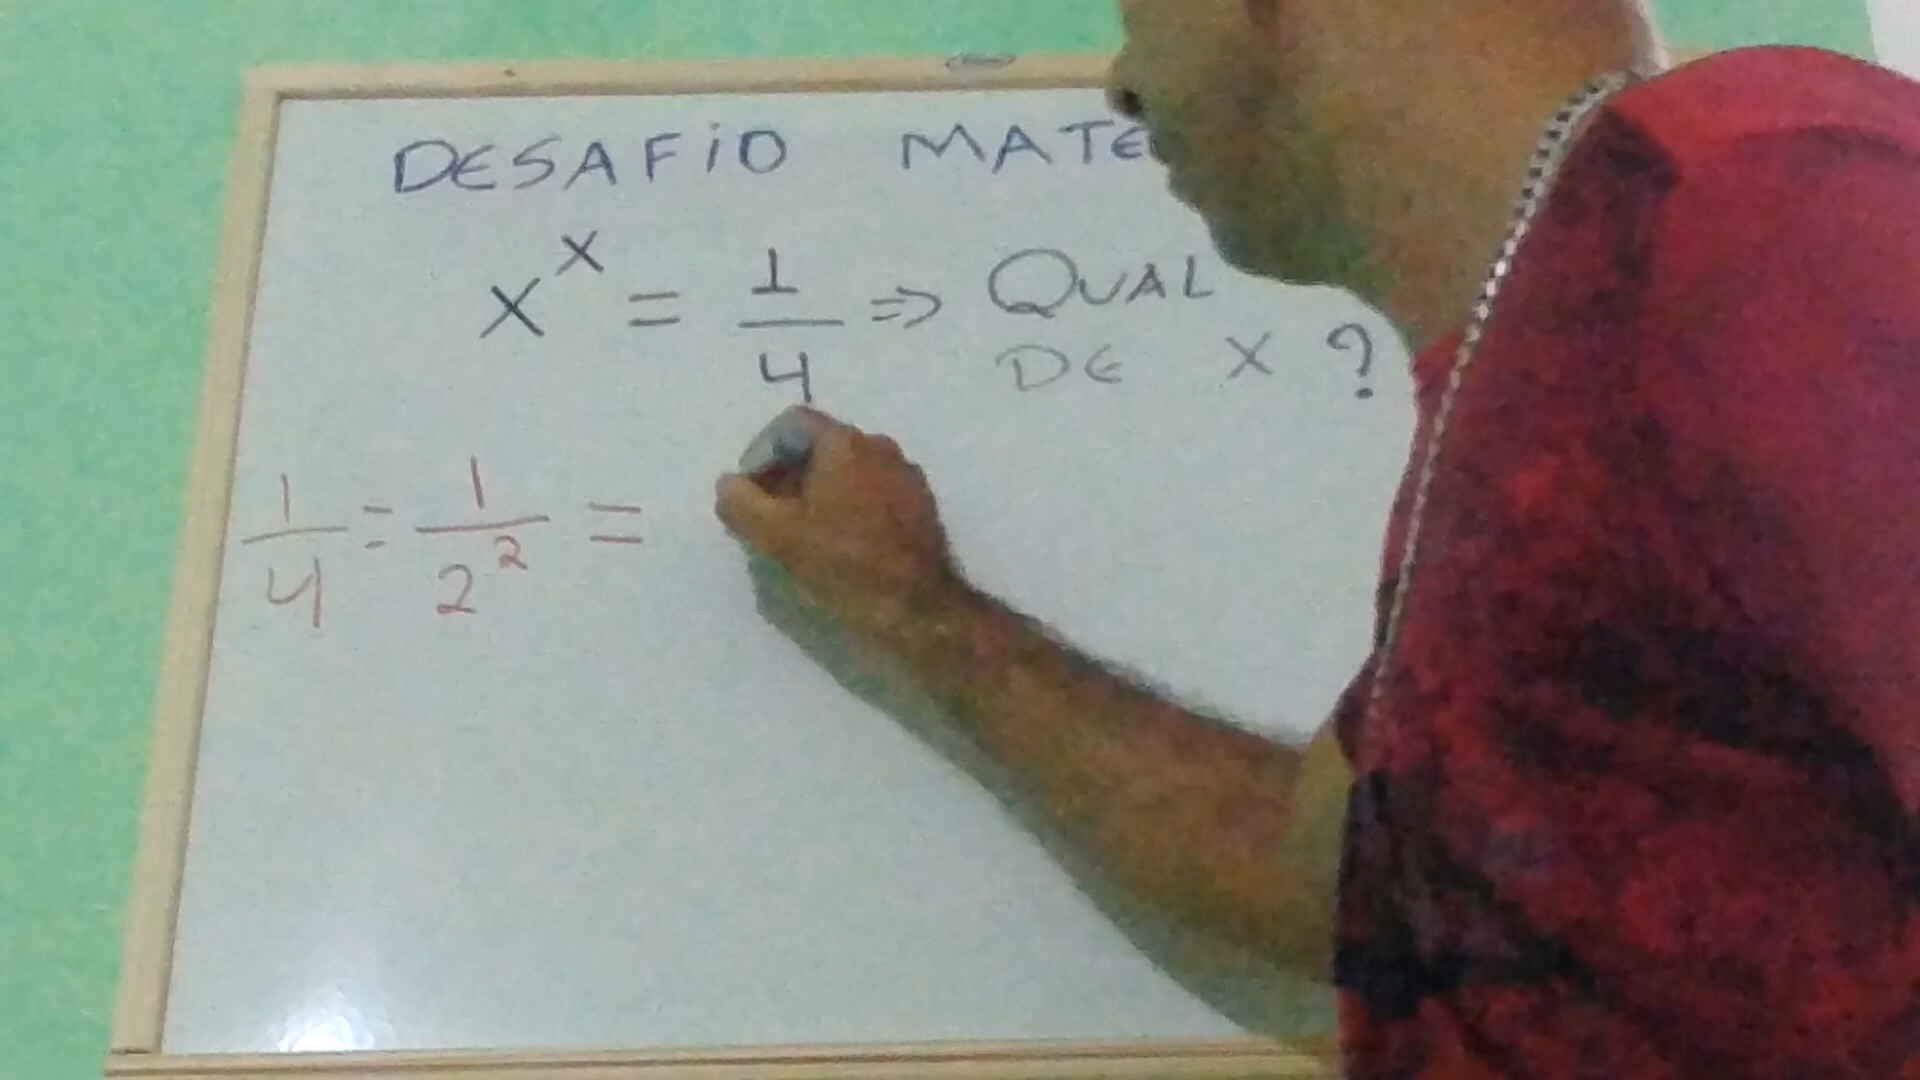 DESAFiO MATE
x^x = 1/4 => QUAL
DE X ?
1/4 = 1/2^2 =